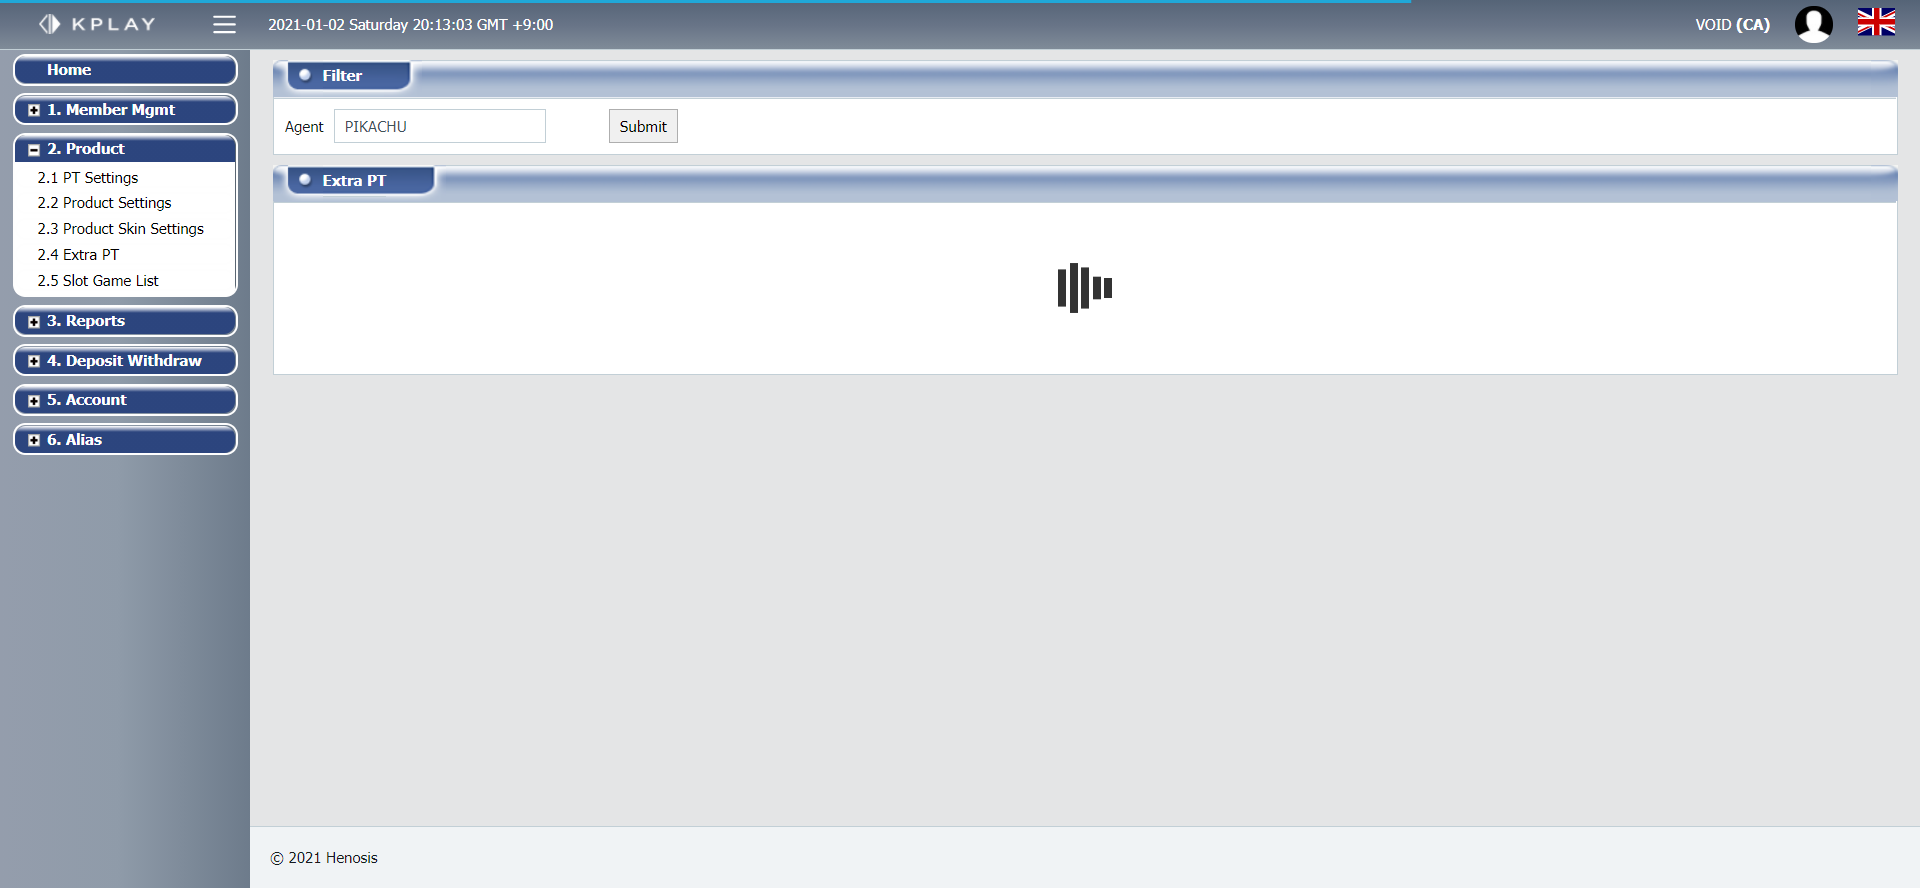 KPLAY
2021-01-02 Saturday 20:13:03 GMT +9:00
VOID (CA)
Home
1. Member Mgmt
2. Product
2.1 PT Settings
2.2 Product Settings
2.3 Product Skin Settings
2.4 Extra PT
2.5 Slot Game List
3. Reports
4. Deposit Withdraw
5. Account
6. Alias
Filter
Agent PIKACHU Submit
Extra PT
© 2021 Henosis